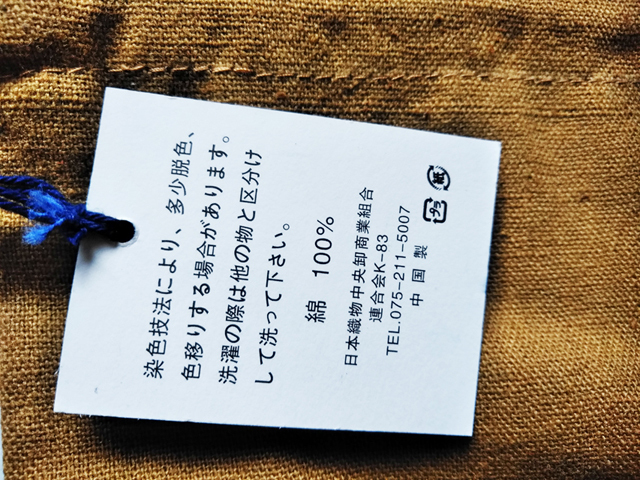 染色技法により、多少脱色、
色移りする場合があります。
洗濯の際は他の物と区分け
して洗って下さい。
綿 100%
日本織物中央卸商業組合
連合会K-83
TEL.075-211-5007
中国製
プラ 紙